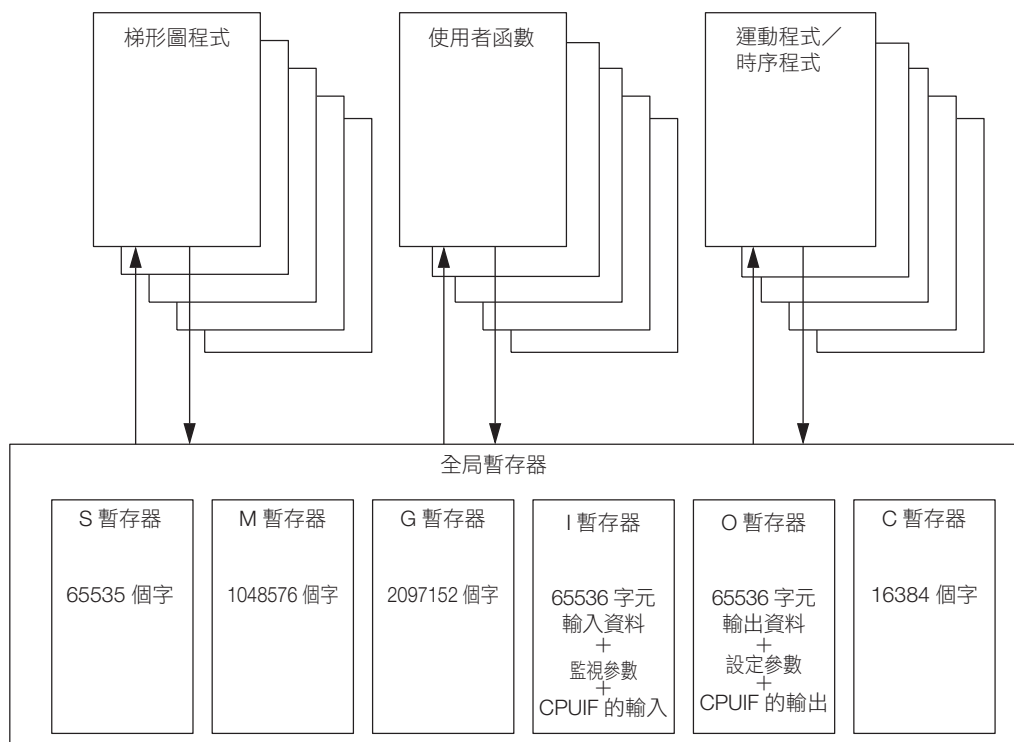 梯形圖程式
使用者函數
運動程式／
時序程式
全局暫存器
S 暫存器
65535 個字
M 暫存器
1048576 個字
G 暫存器
2097152 個字
I 暫存器
65536 字元
輸入資料
+
監視參數
+
CPUIF 的輸入
O 暫存器
65536 字元
輸出資料
+
設定參數
+
CPUIF 的輸出
C 暫存器
16384 個字